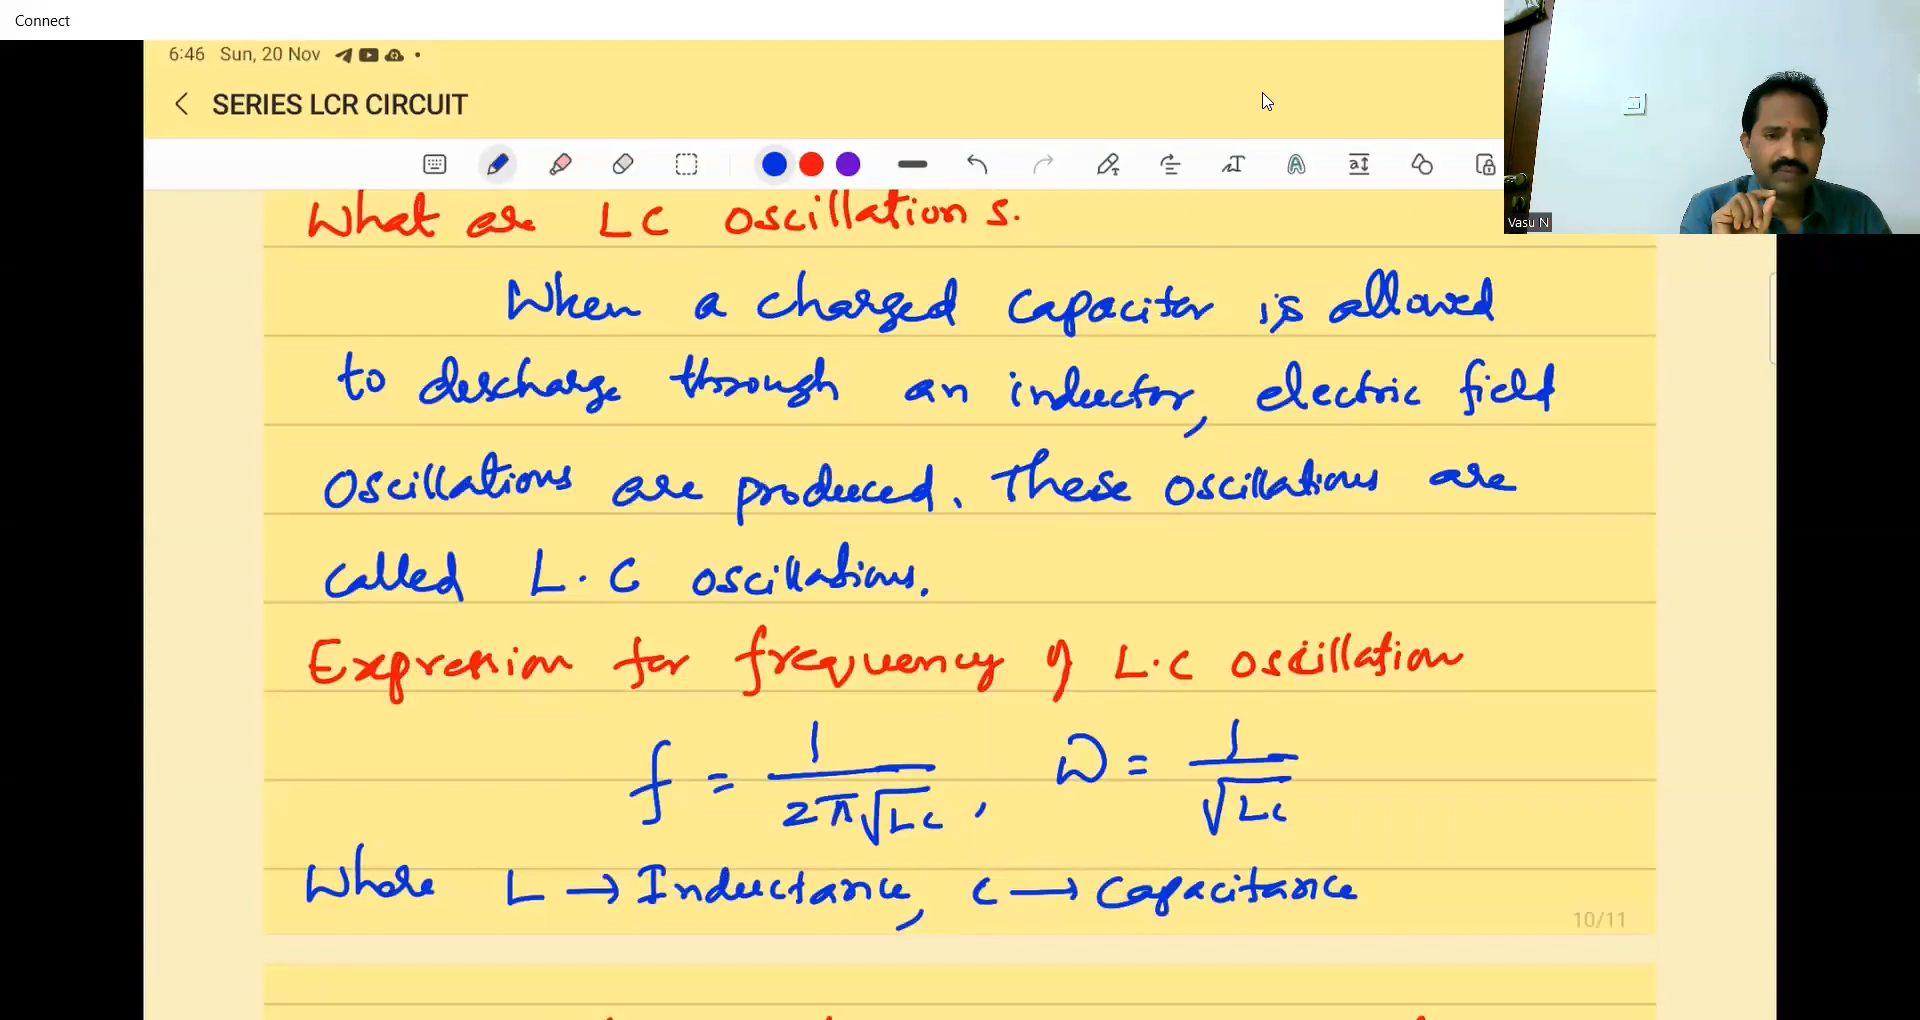 Connect
6:46 Sun, 20 Nov
SERIES LCR CIRCUIT
Vasu N
What are LC oscillations.
When a charged capacitor is allowed
to discharge through an inductor, electric field
oscillations are produced. These oscillations are
called L.C oscillations.
Expression for frequency of L.C oscillation
f = 1/2π√LC, ω = 1/√LC
Where L → Inductance, C → Capacitance
10/11